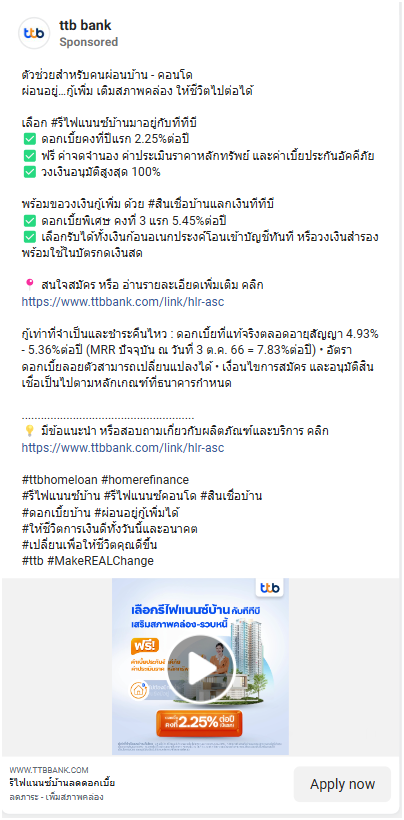 ttb bank
Sponsored
ตัวช่วยสำหรับคนผ่อนบ้าน - คอนโด
ผ่อนอยู่...กู้เพิ่ม เติมสภาพคล่อง ให้ชีวิตไปต่อได้
เลือก #รีไฟแนนซ์บ้านมาอยู่กับทีทีบี
✅ ดอกเบี้ยคงที่ปีแรก 2.25%ต่อปี
✅ ฟรี ค่าจดจำนอง ค่าประเมินราคาหลักทรัพย์ และค่าเบี้ยประกันอัคคีภัย
✅ วงเงินอนุมัติสูงสุด 100%
พร้อมขอวงเงินกู้เพิ่ม ด้วย #สินเชื่อบ้านแลกเงินทีทีบี
✅ ดอกเบี้ยพิเศษ คงที่ 3 แรก 5.45%ต่อปี
✅ เลือกรับได้ทั้งเงินก้อนอเนกประงค์โอนเข้าบัญชีทันที หรือวงเงินสำรอง
พร้อมใช้ในบัตรกดเงินสด
📍 สนใจสมัคร หรือ อ่านรายละเอียดเพิ่มเติม คลิก
https://www.ttbbank.com/link/hlr-asc
กู้เท่าที่จำเป็นและชำระคืนไหว : ดอกเบี้ยที่แท้จริงตลอดอายุสัญญา 4.93%
- 5.36%ต่อปี (MRR ปัจจุบัน ณ วันที่ 3 ต.ค. 66 = 7.83%ต่อปี) • อัตรา
ดอกเบี้ยลอยตัวสามารถเปลี่ยนแปลงได้ • เงื่อนไขการสมัคร และอนุมัติสิน
เชื่อเป็นไปตามหลักเกณฑ์ที่ธนาคารกำหนด
......................................................
💡 มีข้อแนะนำ หรือสอบถามเกี่ยวกับผลิตภัณฑ์และบริการ คลิก
https://www.ttbbank.com/link/hlr-asc
#ttbhomeloan #homerefinance
#รีไฟแนนซ์บ้าน #รีไฟแนนซ์คอนโด #สินเชื่อบ้าน
#ดอกเบี้ยบ้าน #ผ่อนอยู่กู้เพิ่มได้
#ให้ชีวิตการเงินดีทั้งวันนี้และอนาคต
#เปลี่ยนเพื่อให้ชีวิตคุณดีขึ้น
#ttb #MakeREALChange
ttb
เลือกรีไฟแนนซ์บ้าน กับทีทีบี
เสริมสภาพคล่อง-รวบหนี้
ฟรี!
คงที่ 2.25% ต่อปี
WWW.TTBBANK.COM
รีไฟแนนซ์บ้านลดดอกเบี้ย
ลดภาระ - เพิ่มสภาพคล่อง
Apply now